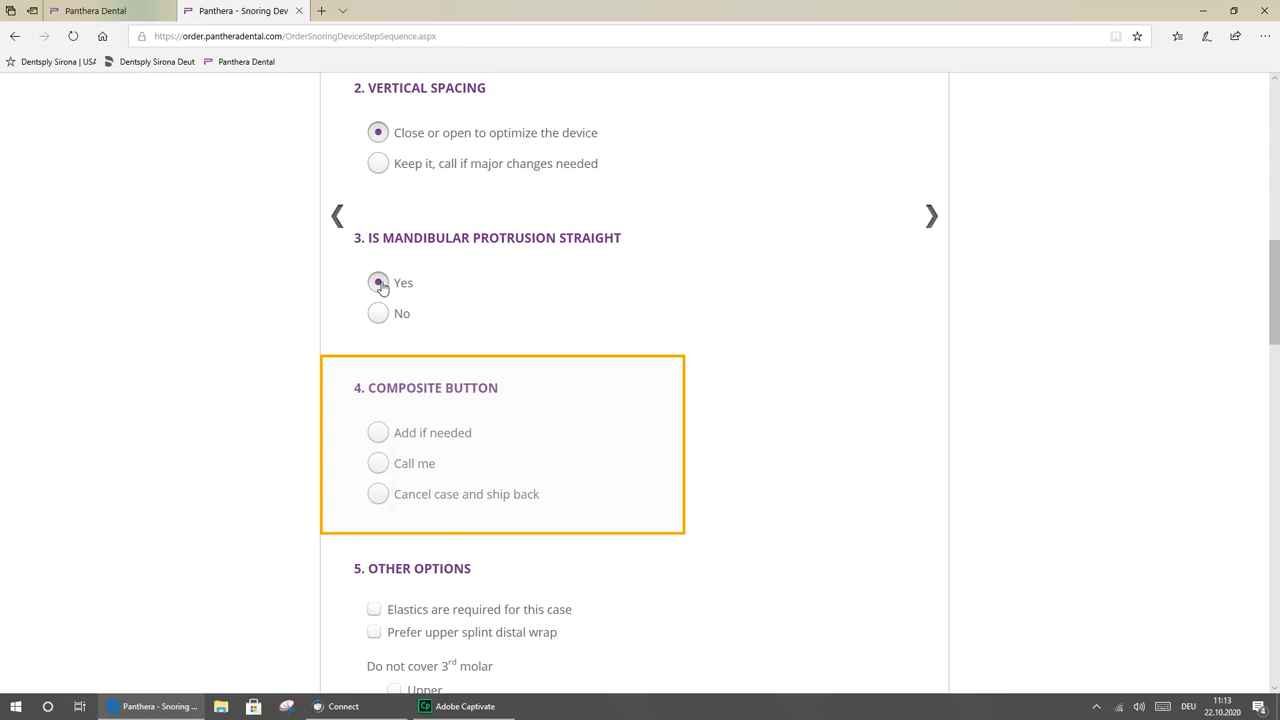 Panthera Dental
Panthera - Snoring Dev
https://order.pantheradental.com/OrderSnoringDeviceStepSequence.aspx
Dentsply Sirona | USA
Dentsply Sirona Deut
Panthera Dental
2. VERTICAL SPACING
Close or open to optimize the device
Keep it, call if major changes needed
3. IS MANDIBULAR PROTRUSION STRAIGHT
Yes
No
4. COMPOSITE BUTTON
Add if needed
Call me
Cancel case and ship back
5. OTHER OPTIONS
Elastics are required for this case
Prefer upper splint distal wrap
Do not cover 3rd molar
Upper
Panthera - Snoring ...
Connect
Adobe Captivate
11:13
22.10.2020
4